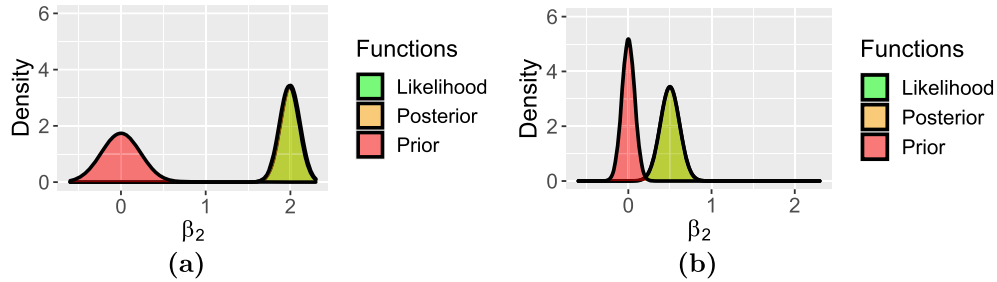 6
4
2
0
Density
0 1 2
β2
Functions
Likelihood
Posterior
Prior
(a)
6
4
2
0
Density
0 1 2
β2
Functions
Likelihood
Posterior
Prior
(b)